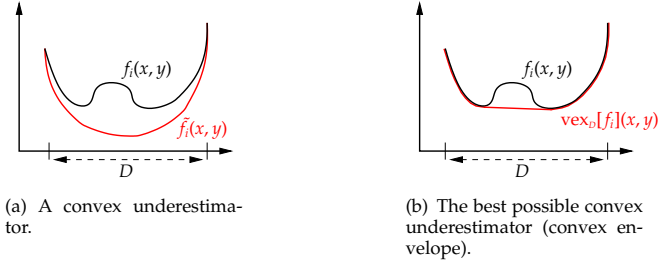 f_i(x, y)
f̃_i(x, y)
D
(a) A convex underestima-
tor.
f_i(x, y)
vex_D[f_i](x, y)
D
(b) The best possible convex
underestimator (convex en-
velope).